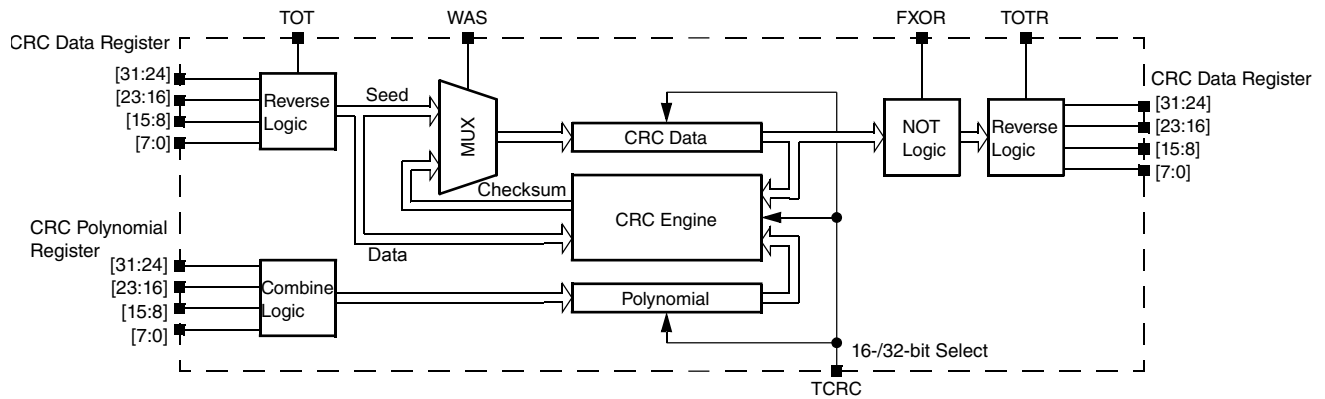 TOT
WAS
FXOR
TOTR
CRC Data Register
[31:24]
[23:16]
[15:8]
[7:0]
Reverse
Logic
Seed
MUX
Checksum
Data
CRC Data
CRC Engine
NOT
Logic
Reverse
Logic
CRC Data Register
[31:24]
[23:16]
[15:8]
[7:0]
CRC Polynomial
Register
[31:24]
[23:16]
[15:8]
[7:0]
Combine
Logic
Polynomial
16-/32-bit Select
TCRC